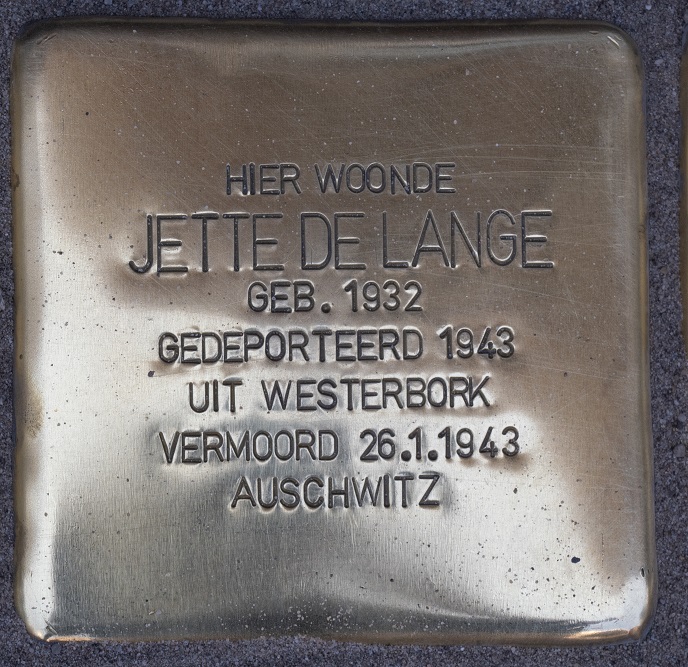 HIER WOONDE
JETTE DE LANGE
GEB. 1932
GEDEPORTEERD 1943
UIT WESTERBORK
VERMOORD 26.1.1943
AUSCHWITZ